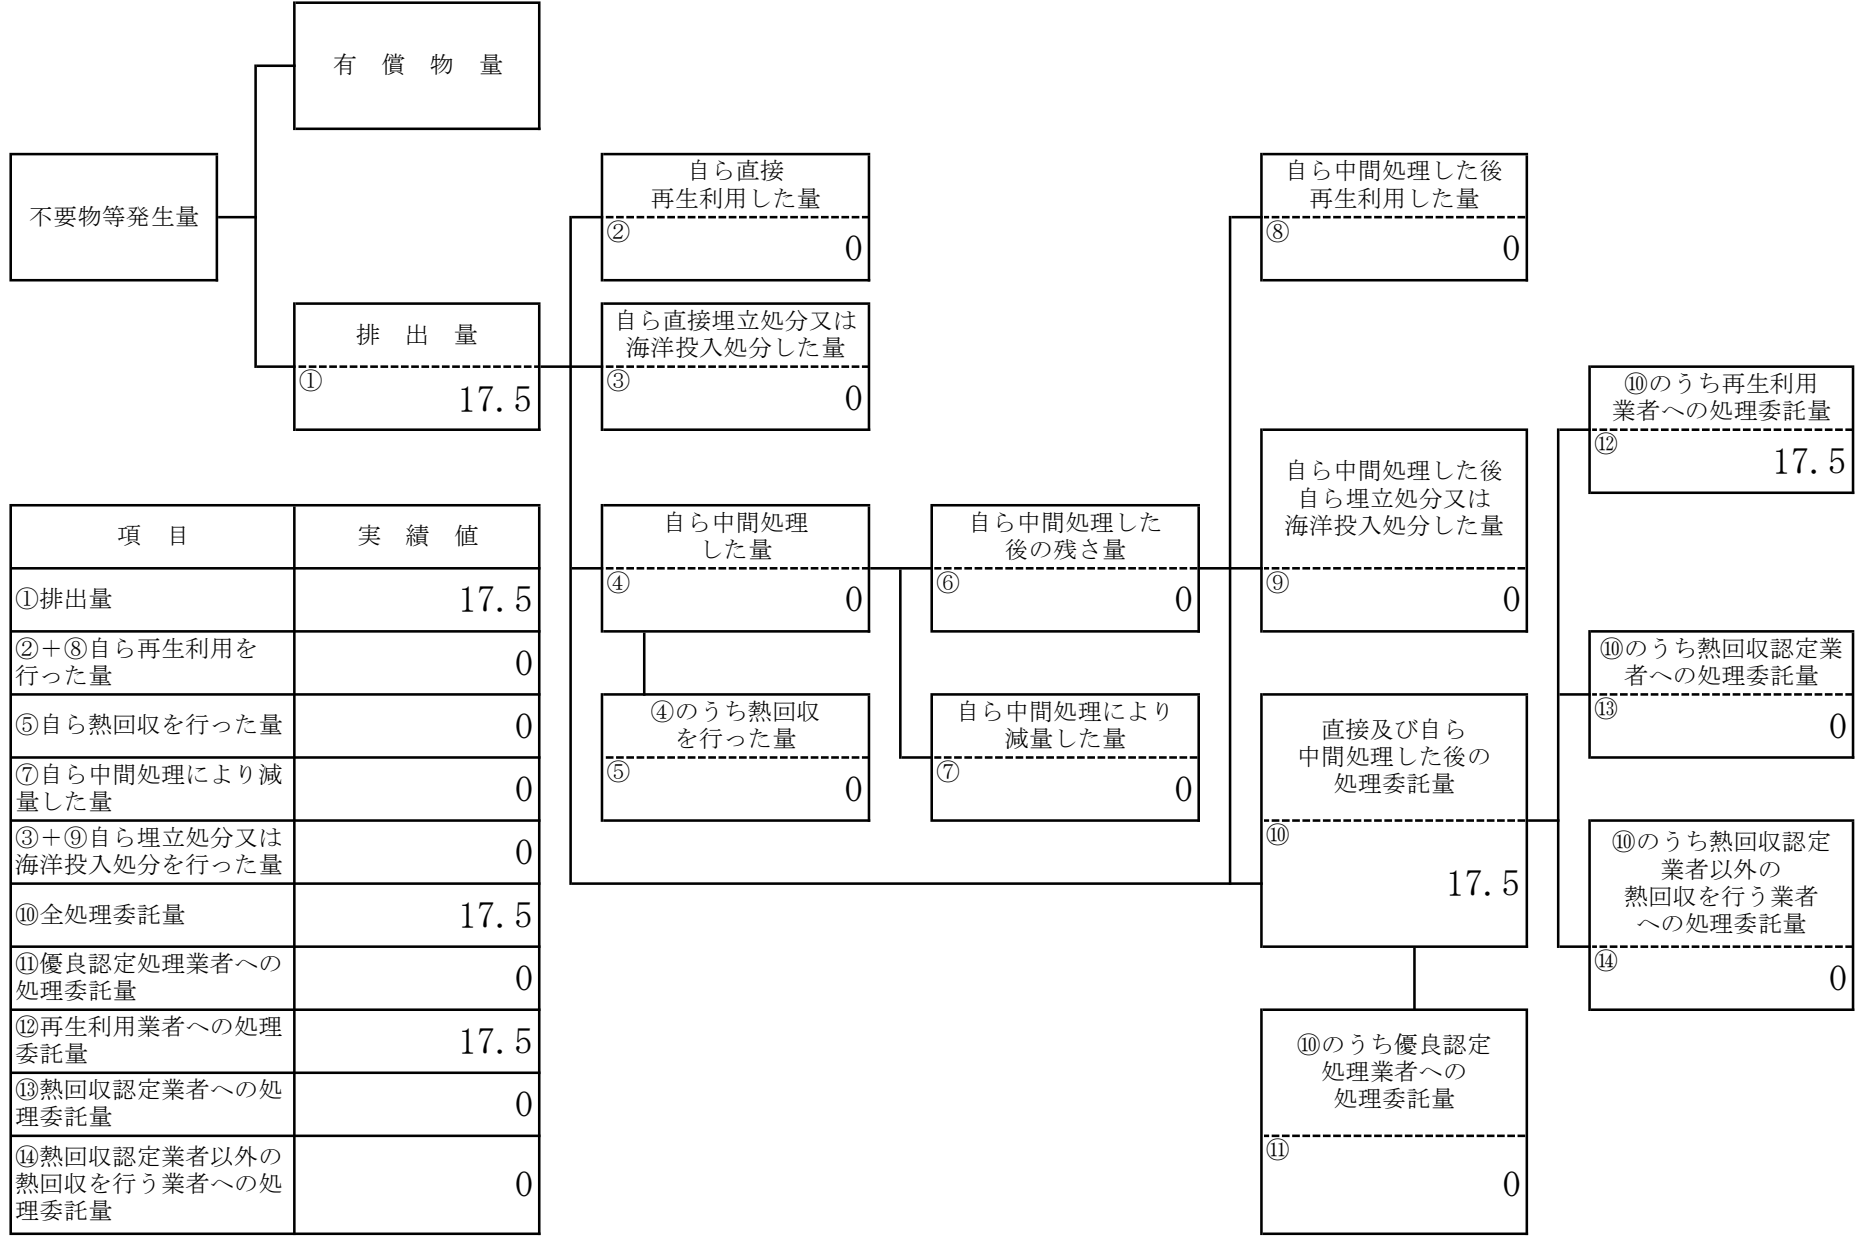 有　償　物　量
不要物等発生量
排　出　量
①
17.5
自ら直接
再生利用した量
②
0
自ら直接埋立処分又は
海洋投入処分した量
③
0
自ら中間処理
した量
④
0
④のうち熱回収
を行った量
⑤
0
自ら中間処理した
後の残さ量
⑥
0
自ら中間処理により
減量した量
⑦
0
自ら中間処理した後
再生利用した量
⑧
0
自ら中間処理した後
自ら埋立処分又は
海洋投入処分した量
⑨
0
直接及び自ら
中間処理した後の
処理委託量
⑩
17.5
⑩のうち優良認定
処理業者への
処理委託量
⑪
0
⑩のうち再生利用
業者への処理委託量
⑫
17.5
⑩のうち熱回収認定業
者への処理委託量
⑬
0
⑩のうち熱回収認定
業者以外の
熱回収を行う業者
への処理委託量
⑭
0
項　目
実　績　値
①排出量
17.5
②＋⑧自ら再生利用を
行った量
0
⑤自ら熱回収を行った量
0
⑦自ら中間処理により減
量した量
0
③＋⑨自ら埋立処分又は
海洋投入処分を行った量
0
⑩全処理委託量
17.5
⑪優良認定処理業者への
処理委託量
0
⑫再生利用業者への処理
委託量
17.5
⑬熱回収認定業者への処
理委託量
0
⑭熱回収認定業者以外の
熱回収を行う業者への処
理委託量
0